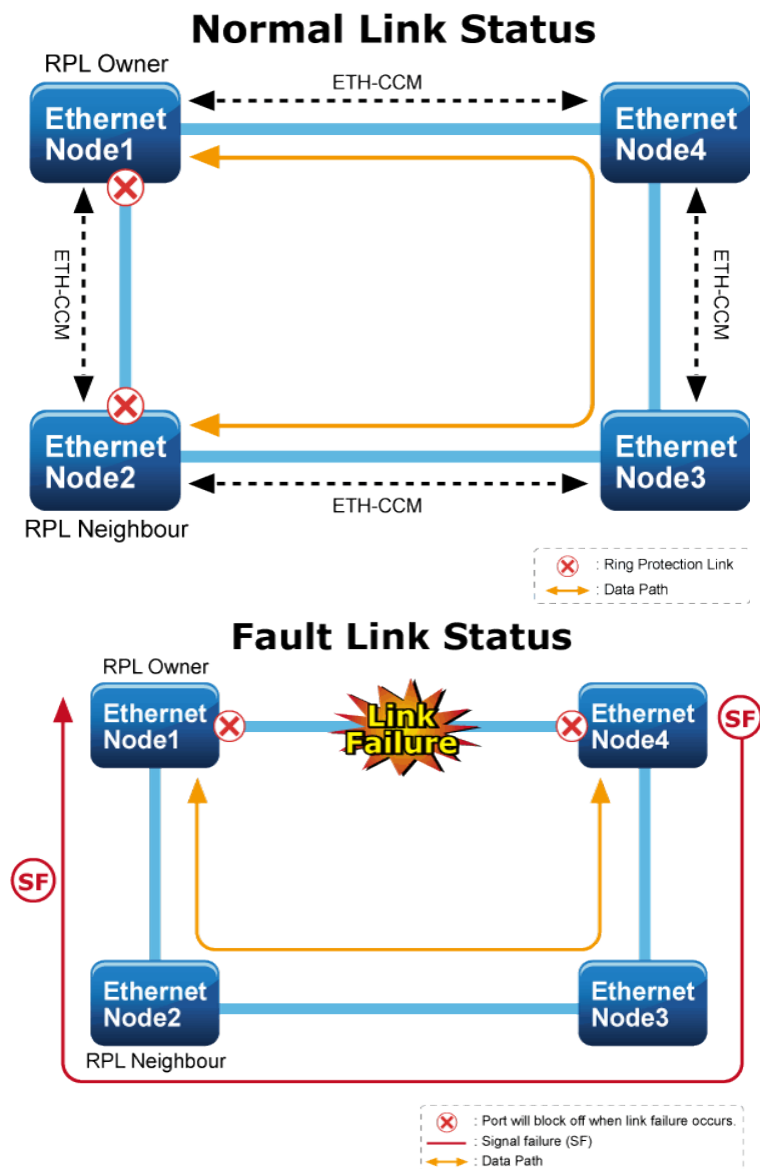 Normal Link Status
RPL Owner
ETH-CCM
Ethernet
Node1
Ethernet
Node4
ETH-CCM
ETH-CCM
Ethernet
Node2
Ethernet
Node3
ETH-CCM
RPL Neighbour
: Ring Protection Link
: Data Path
Fault Link Status
RPL Owner
Ethernet
Node1
Link
Failure
Ethernet
Node4
SF
SF
Ethernet
Node2
Ethernet
Node3
RPL Neighbour
: Port will block off when link failure occurs.
: Signal failure (SF)
: Data Path